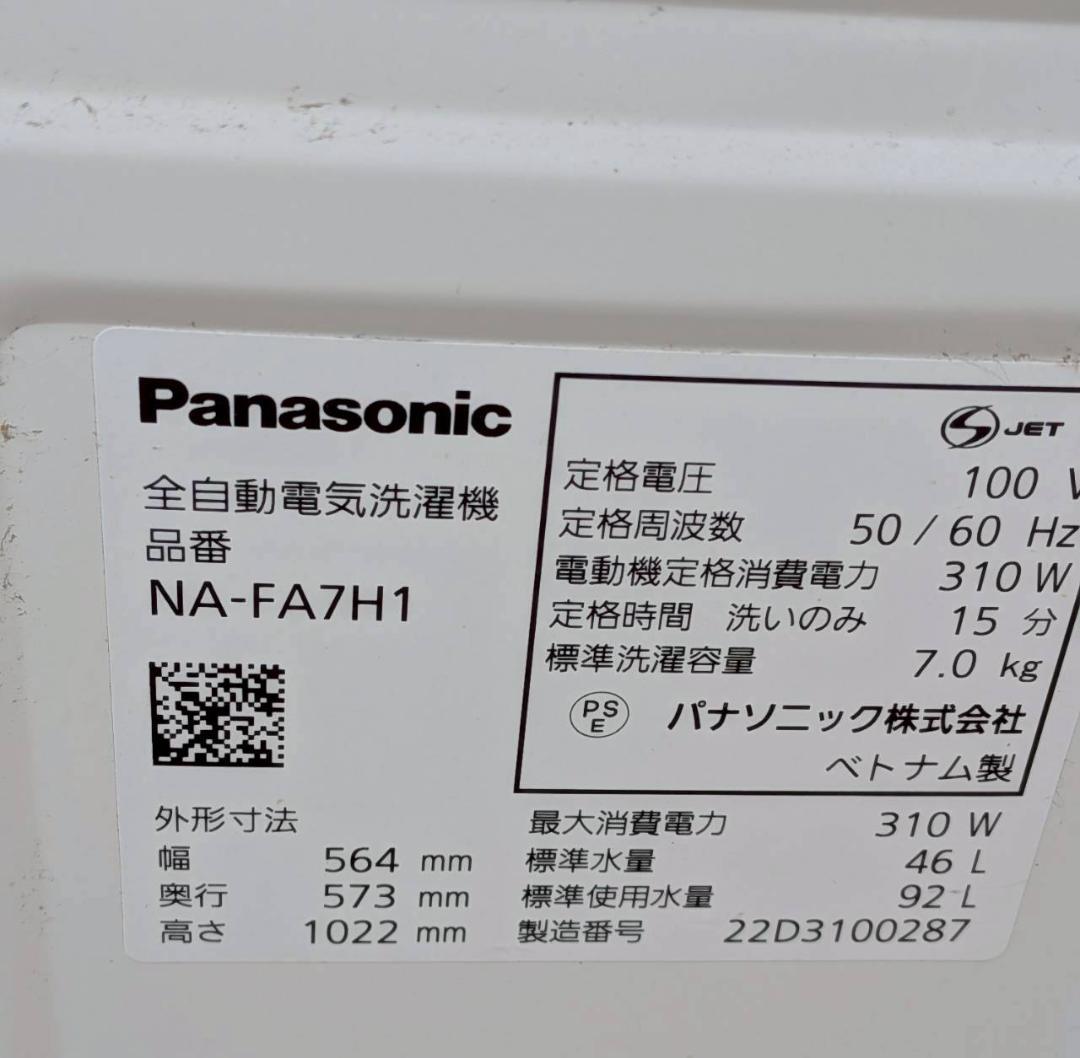 Panasonic
全自動電気洗濯機
品番
NA-FA7H1
JET
定格電圧 100 V
定格周波数 50 / 60 Hz
電動機定格消費電力 310 W
定格時間 洗いのみ 15 分
標準洗濯容量 7.0 kg
PS
E
パナソニック株式会社
ベトナム製
外形寸法
幅 564 mm
奥行 573 mm
高さ 1022 mm
最大消費電力 310 W
標準水量 46 L
標準使用水量 92 L
製造番号 22D3100287